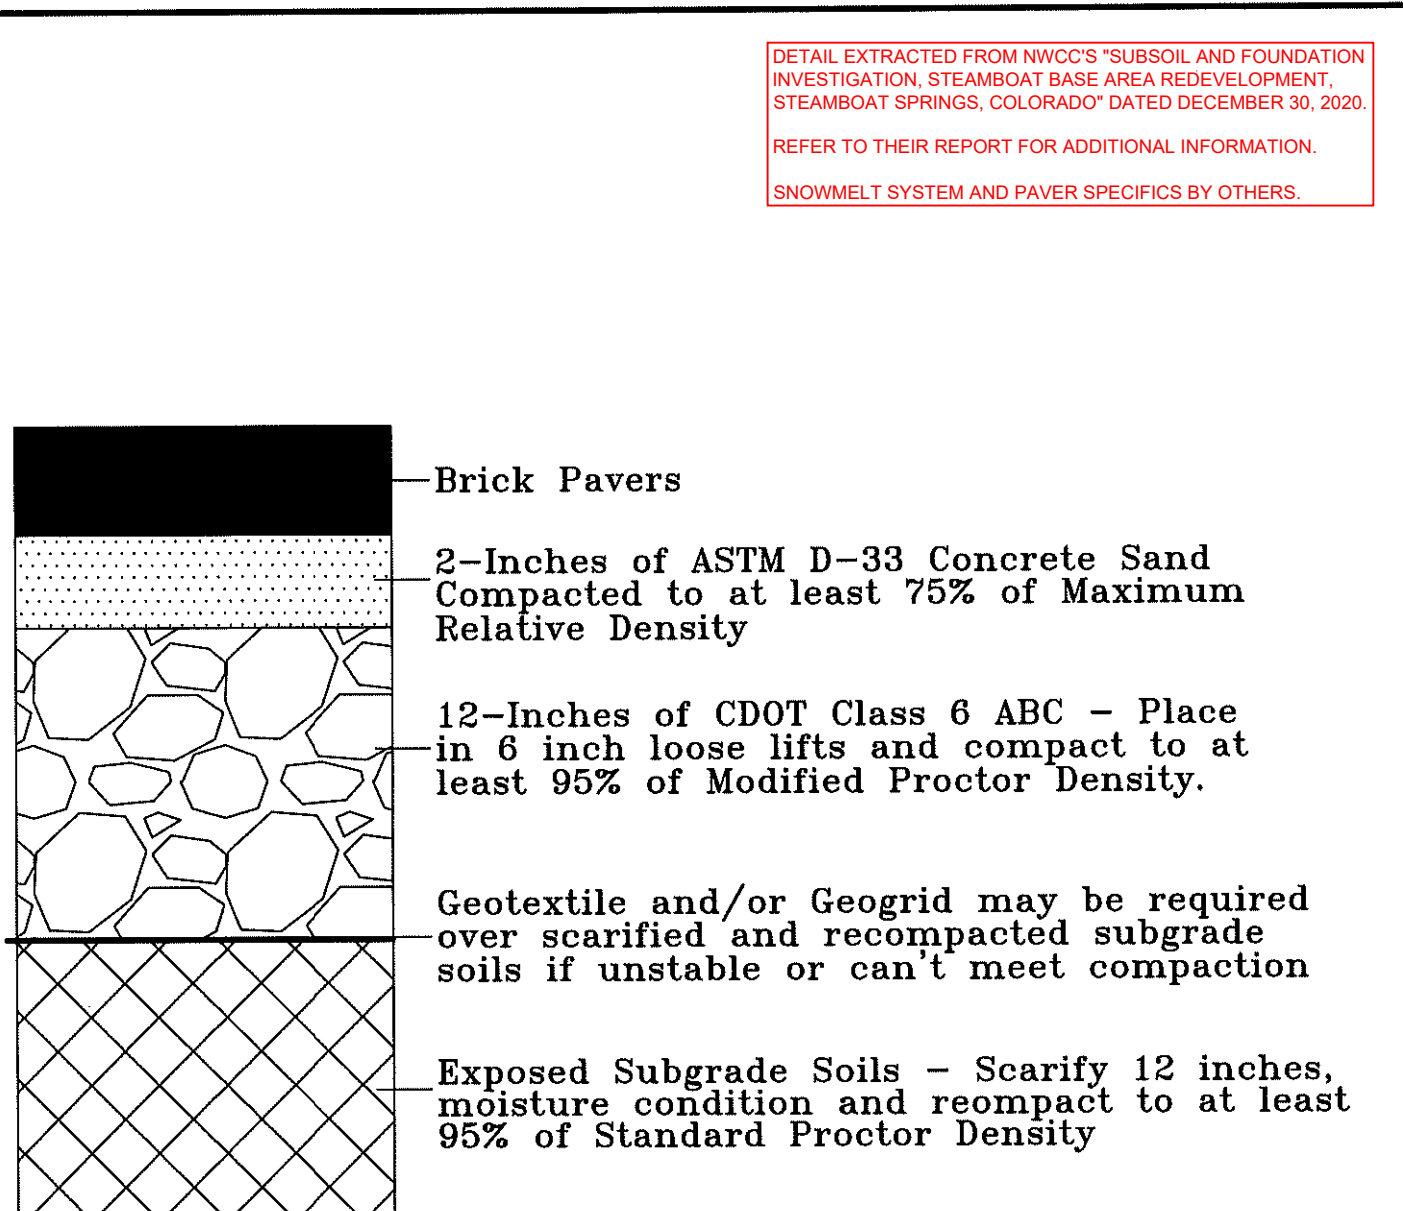 DETAIL EXTRACTED FROM NWCC'S "SUBSOIL AND FOUNDATION
INVESTIGATION, STEAMBOAT BASE AREA REDEVELOPMENT,
STEAMBOAT SPRINGS, COLORADO" DATED DECEMBER 30, 2020.
REFER TO THEIR REPORT FOR ADDITIONAL INFORMATION.
SNOWMELT SYSTEM AND PAVER SPECIFICS BY OTHERS.
Brick Pavers
2-Inches of ASTM D-33 Concrete Sand
Compacted to at least 75% of Maximum
Relative Density
12-Inches of CDOT Class 6 ABC - Place
in 6 inch loose lifts and compact to at
least 95% of Modified Proctor Density.
Geotextile and/or Geogrid may be required
over scarified and recompacted subgrade
soils if unstable or can't meet compaction
Exposed Subgrade Soils - Scarify 12 inches,
moisture condition and reompact to at least
95% of Standard Proctor Density